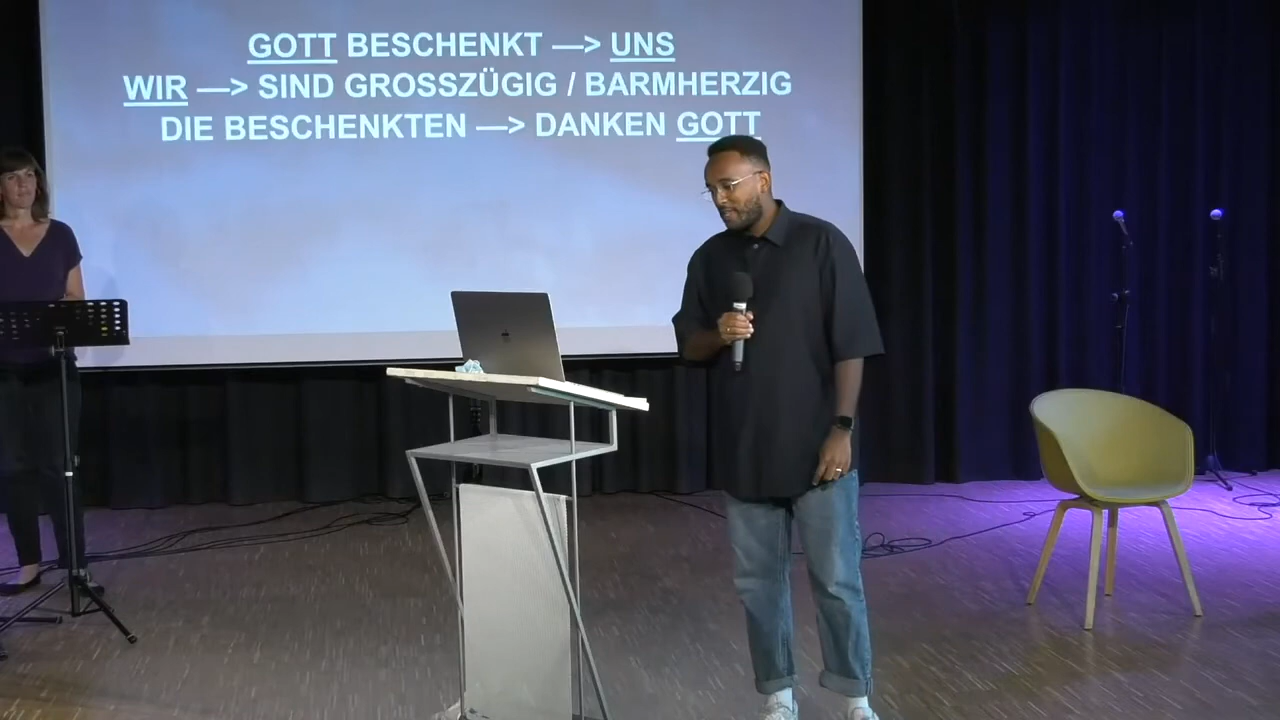 GOTT BESCHENKT —> UNS
WIR —> SIND GROSSZÜGIG / BARMHERZIG
DIE BESCHENKTEN —> DANKEN GOTT